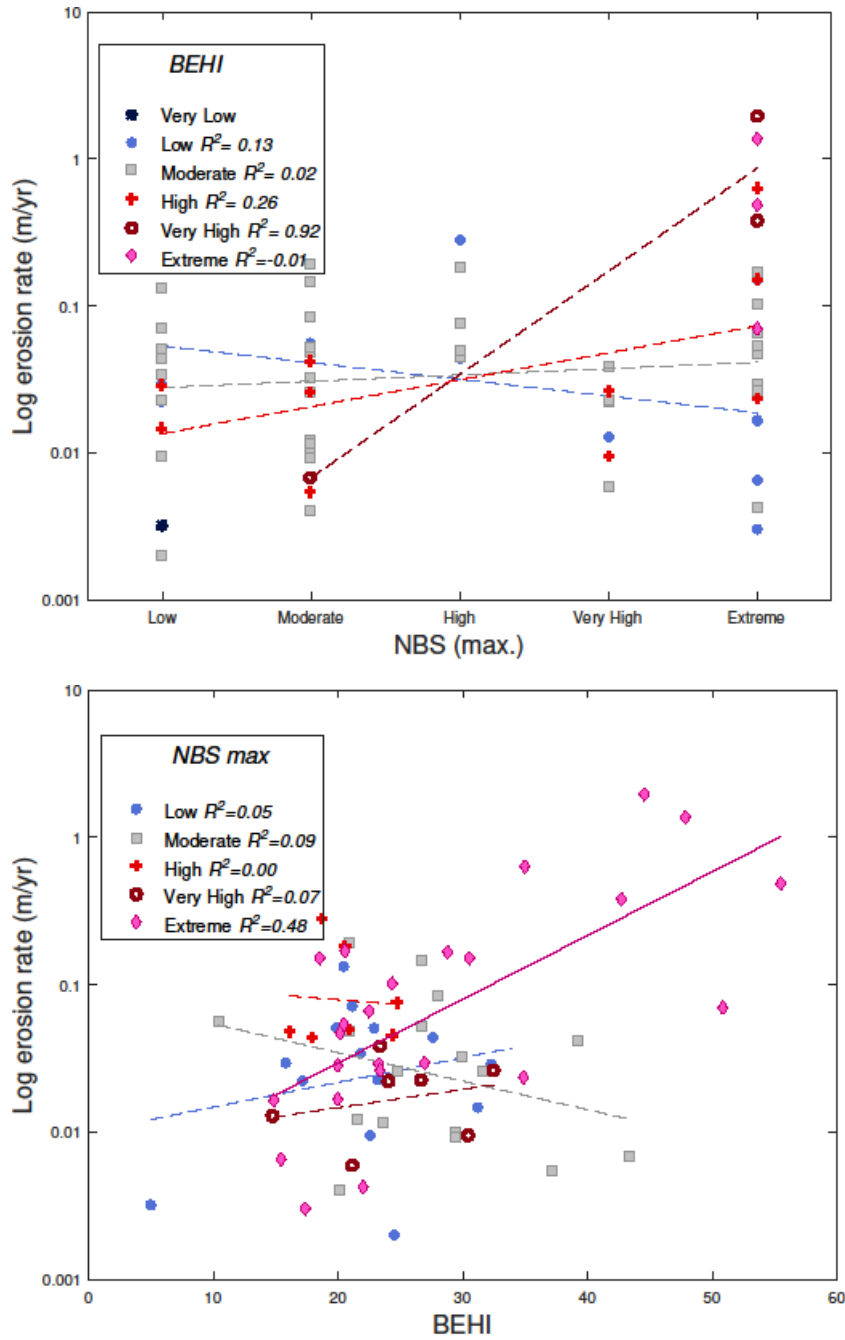 10
BEHI
Very Low
Low R²= 0.13
Moderate R²= 0.02
High R²= 0.26
Very High R²= 0.92
Extreme R²=-0.01
1
0.1
0.01
0.001
Log erosion rate (m/yr)
Low Moderate High Very High Extreme
NBS (max.)
10
NBS max
Low R²=0.05
Moderate R²=0.09
High R²=0.00
Very High R²=0.07
Extreme R²=0.48
1
0.1
0.01
0.001
Log erosion rate (m/yr)
0 10 20 30 40 50 60
BEHI